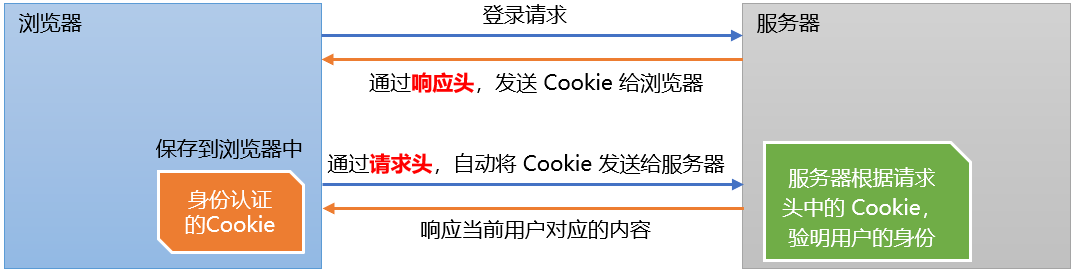 浏览器
登录请求
服务器
通过响应头，发送 Cookie 给浏览器
保存到浏览器中
通过请求头，自动将 Cookie 发送给服务器
身份认证
的Cookie
服务器根据请求
头中的 Cookie，
验明用户的身份
响应当前用户对应的内容